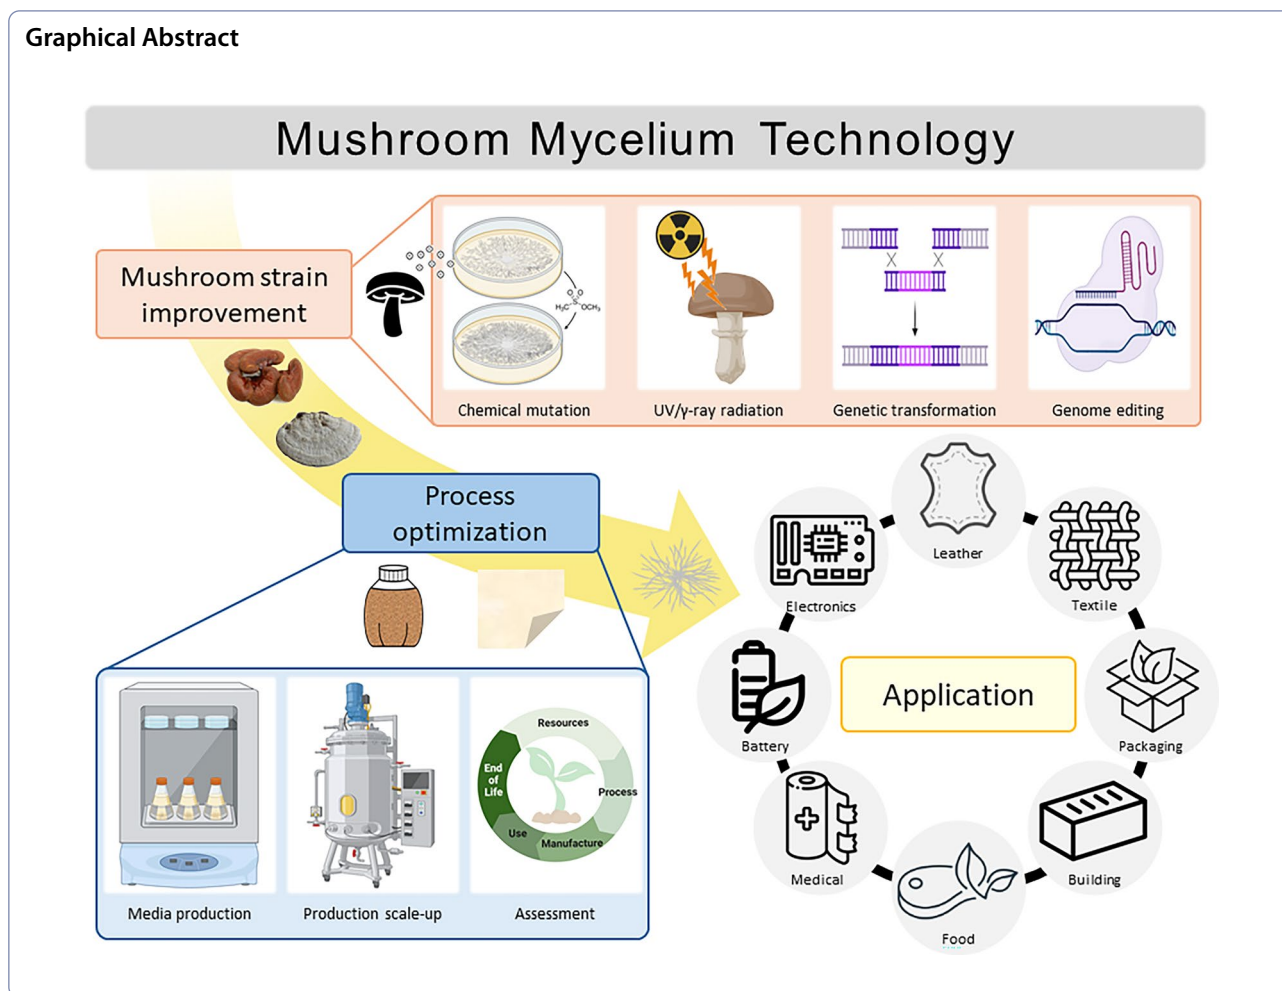 Graphical Abstract
Mushroom Mycelium Technology
Mushroom strain
improvement
H₃C
O
O
S
OCH₃
Chemical mutation
UV/γ-ray radiation
Genetic transformation
Genome editing
Process
optimization
Media production
Production scale-up
Resources
Process
Manufacture
Use
End
of
Life
Assessment
Application
Leather
Textile
Packaging
Building
Food
Medical
Battery
Electronics